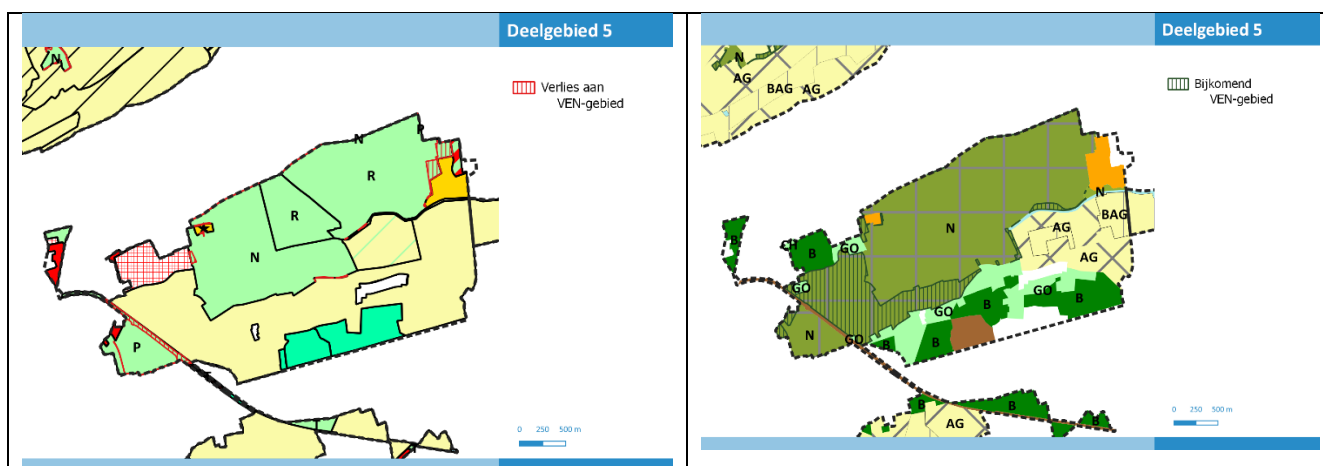 Deelgebied 5
Verlies aan
VEN-gebied
N
N
P
R
R
N
P
0 250 500 m
Deelgebied 5
Bijkomend
VEN-gebied
N
AG
BAG
AG
N
BAG
AG
AG
B
CH
B
GO
N
GO
GO
B
GO
B
N
GO
B
B
B
B
B
AG
0 250 500 m